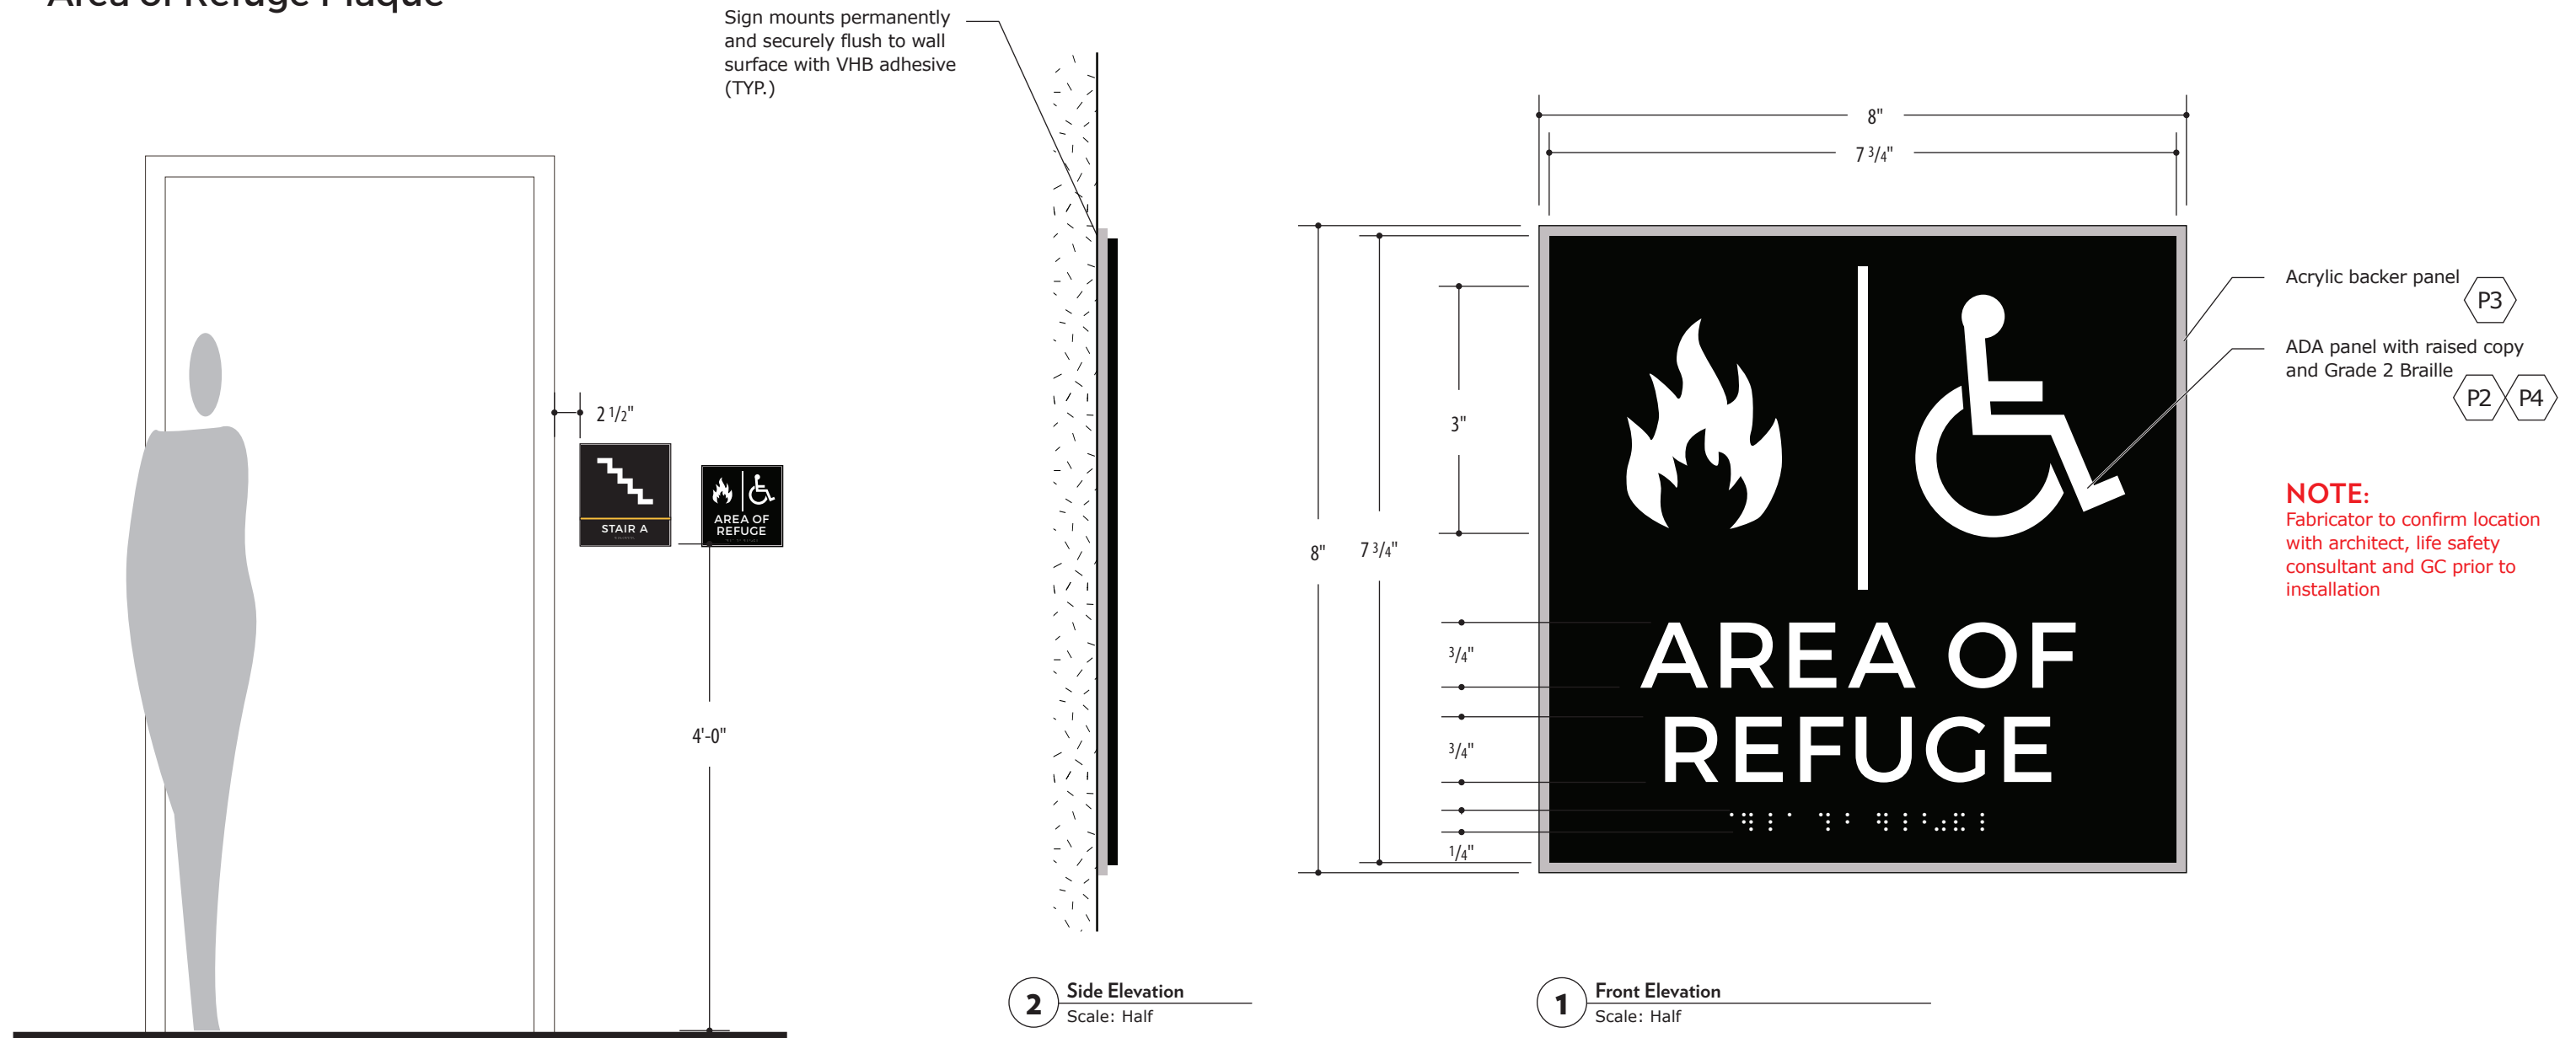 Area of Refuge Plaque
Sign mounts permanently
and securely flush to wall
surface with VHB adhesive
(TYP.)
2 1/2"
STAIR A
AREA OF
REFUGE
4'-0"
8"
7 3/4"
8"
7 3/4"
3"
3/4"
3/4"
1/4"
AREA OF
REFUGE
Acrylic backer panel
P3
ADA panel with raised copy
and Grade 2 Braille
P2 P4
NOTE:
Fabricator to confirm location
with architect, life safety
consultant and GC prior to
installation
2 Side Elevation
Scale: Half
1 Front Elevation
Scale: Half